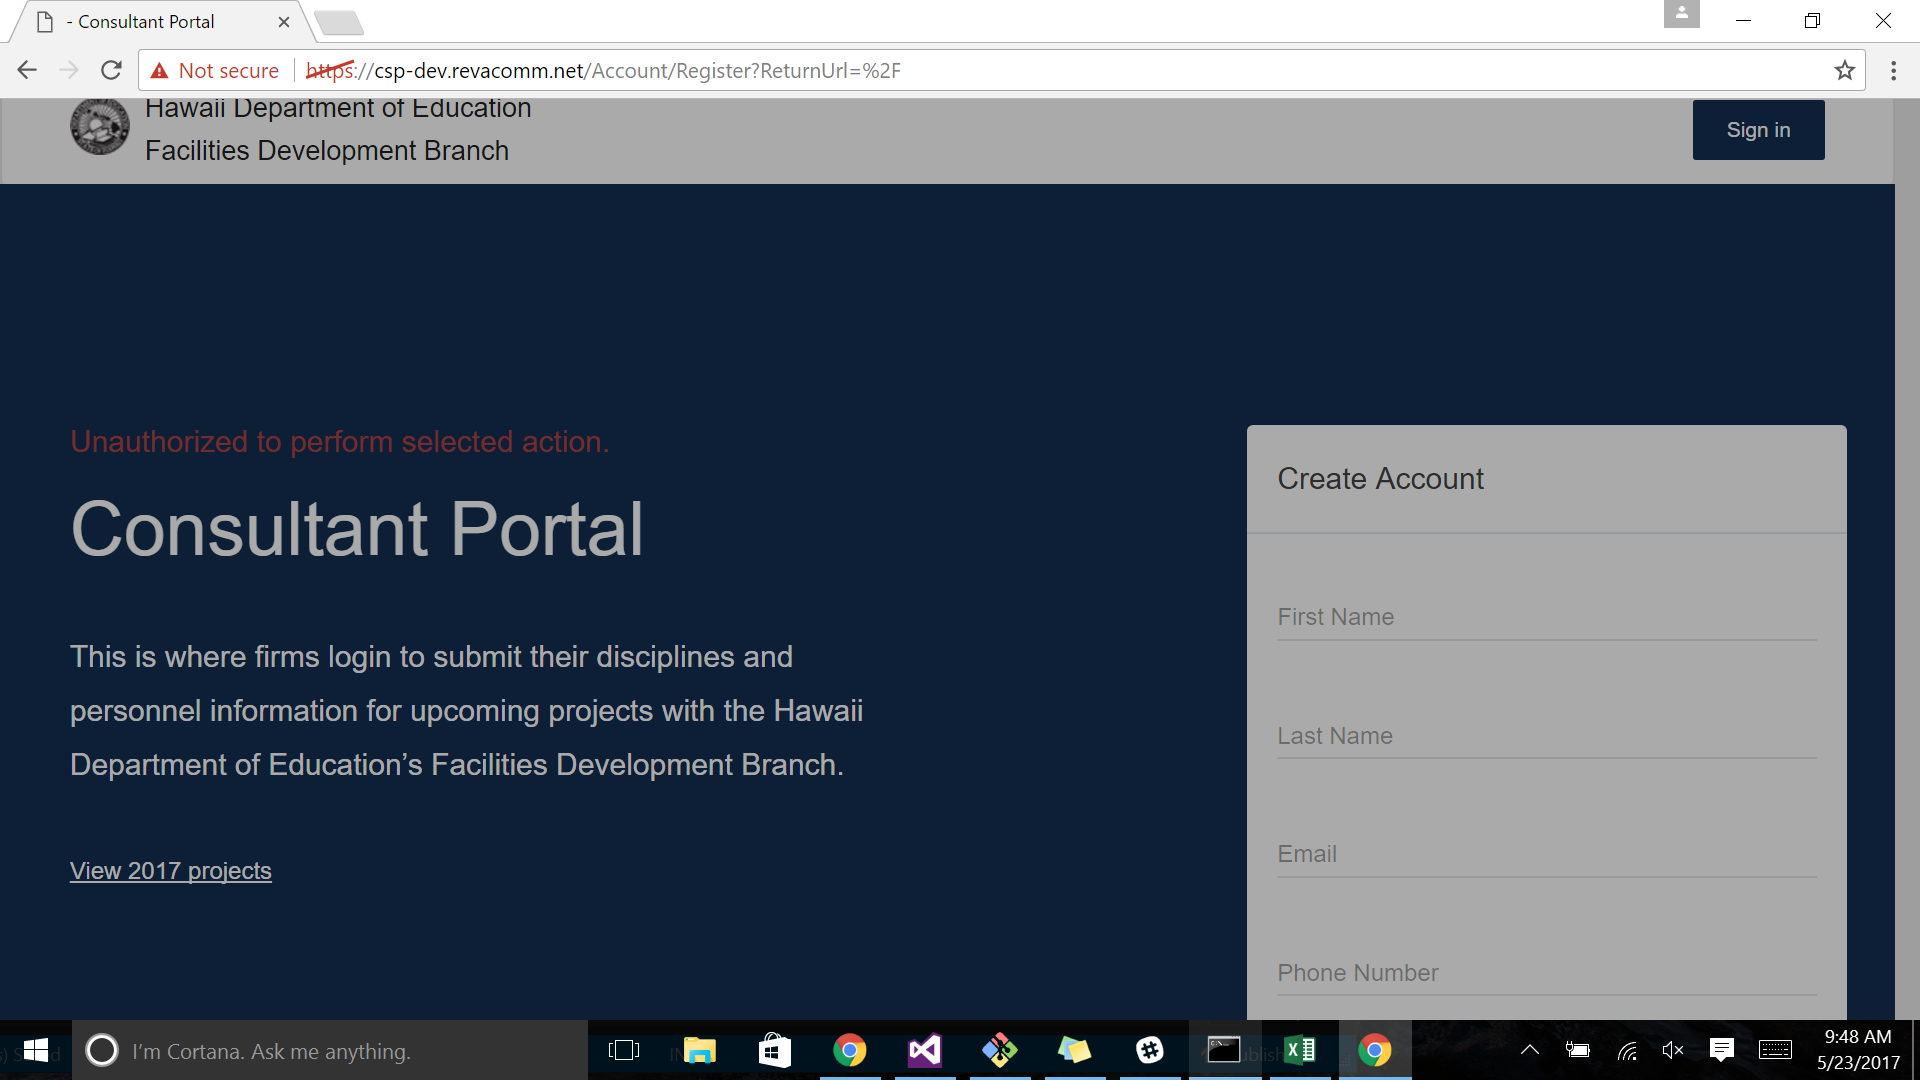 - Consultant Portal
Not secure
https://csp-dev.revacomm.net/Account/Register?ReturnUrl=%2F
Hawaii Department of Education
Facilities Development Branch
Sign in
Unauthorized to perform selected action.
Consultant Portal
This is where firms login to submit their disciplines and
personnel information for upcoming projects with the Hawaii
Department of Education’s Facilities Development Branch.
View 2017 projects
Create Account
First Name
Last Name
Email
Phone Number
I’m Cortana. Ask me anything.
9:48 AM
5/23/2017